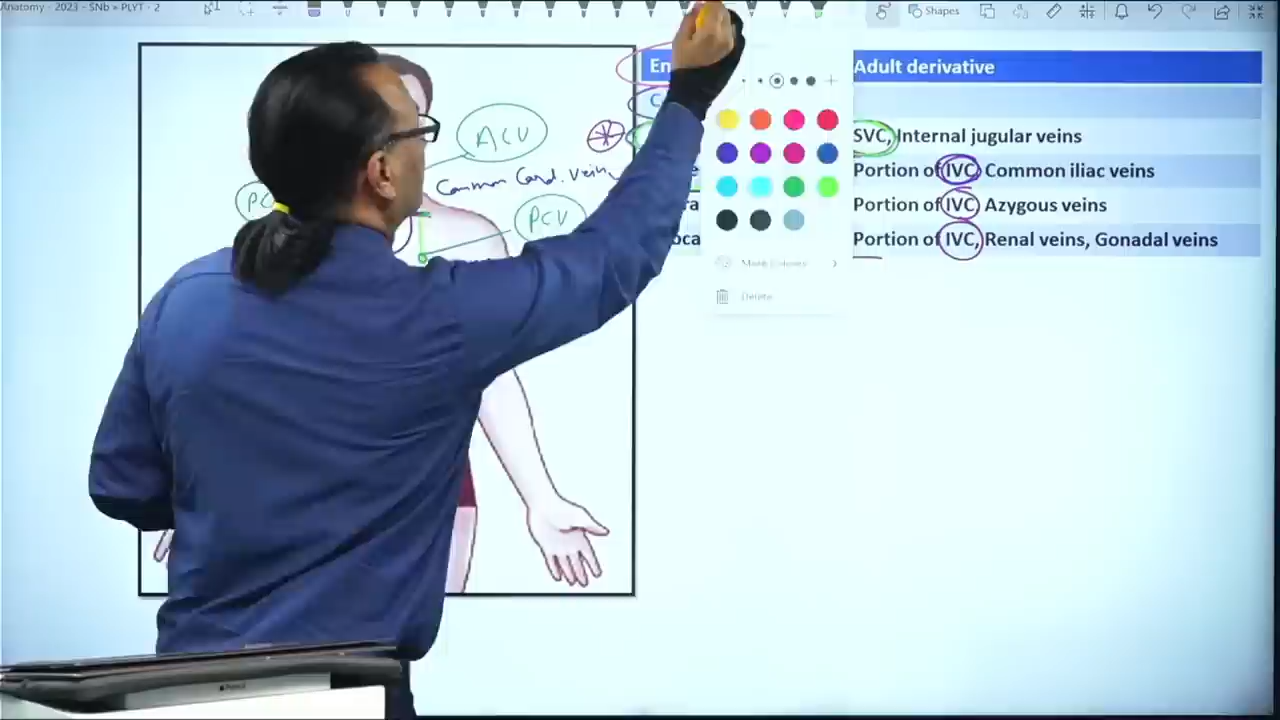 Anatomy - 2023 - SNb » PLYT - 2
Shapes
En Adult derivative
C
SVC, Internal jugular veins
Portion of IVC, Common iliac veins
Portion of IVC, Azygous veins
Portion of IVC, Renal veins, Gonadal veins
ACV
Common Card. Veins
PCV
PC
More Colours
Delete